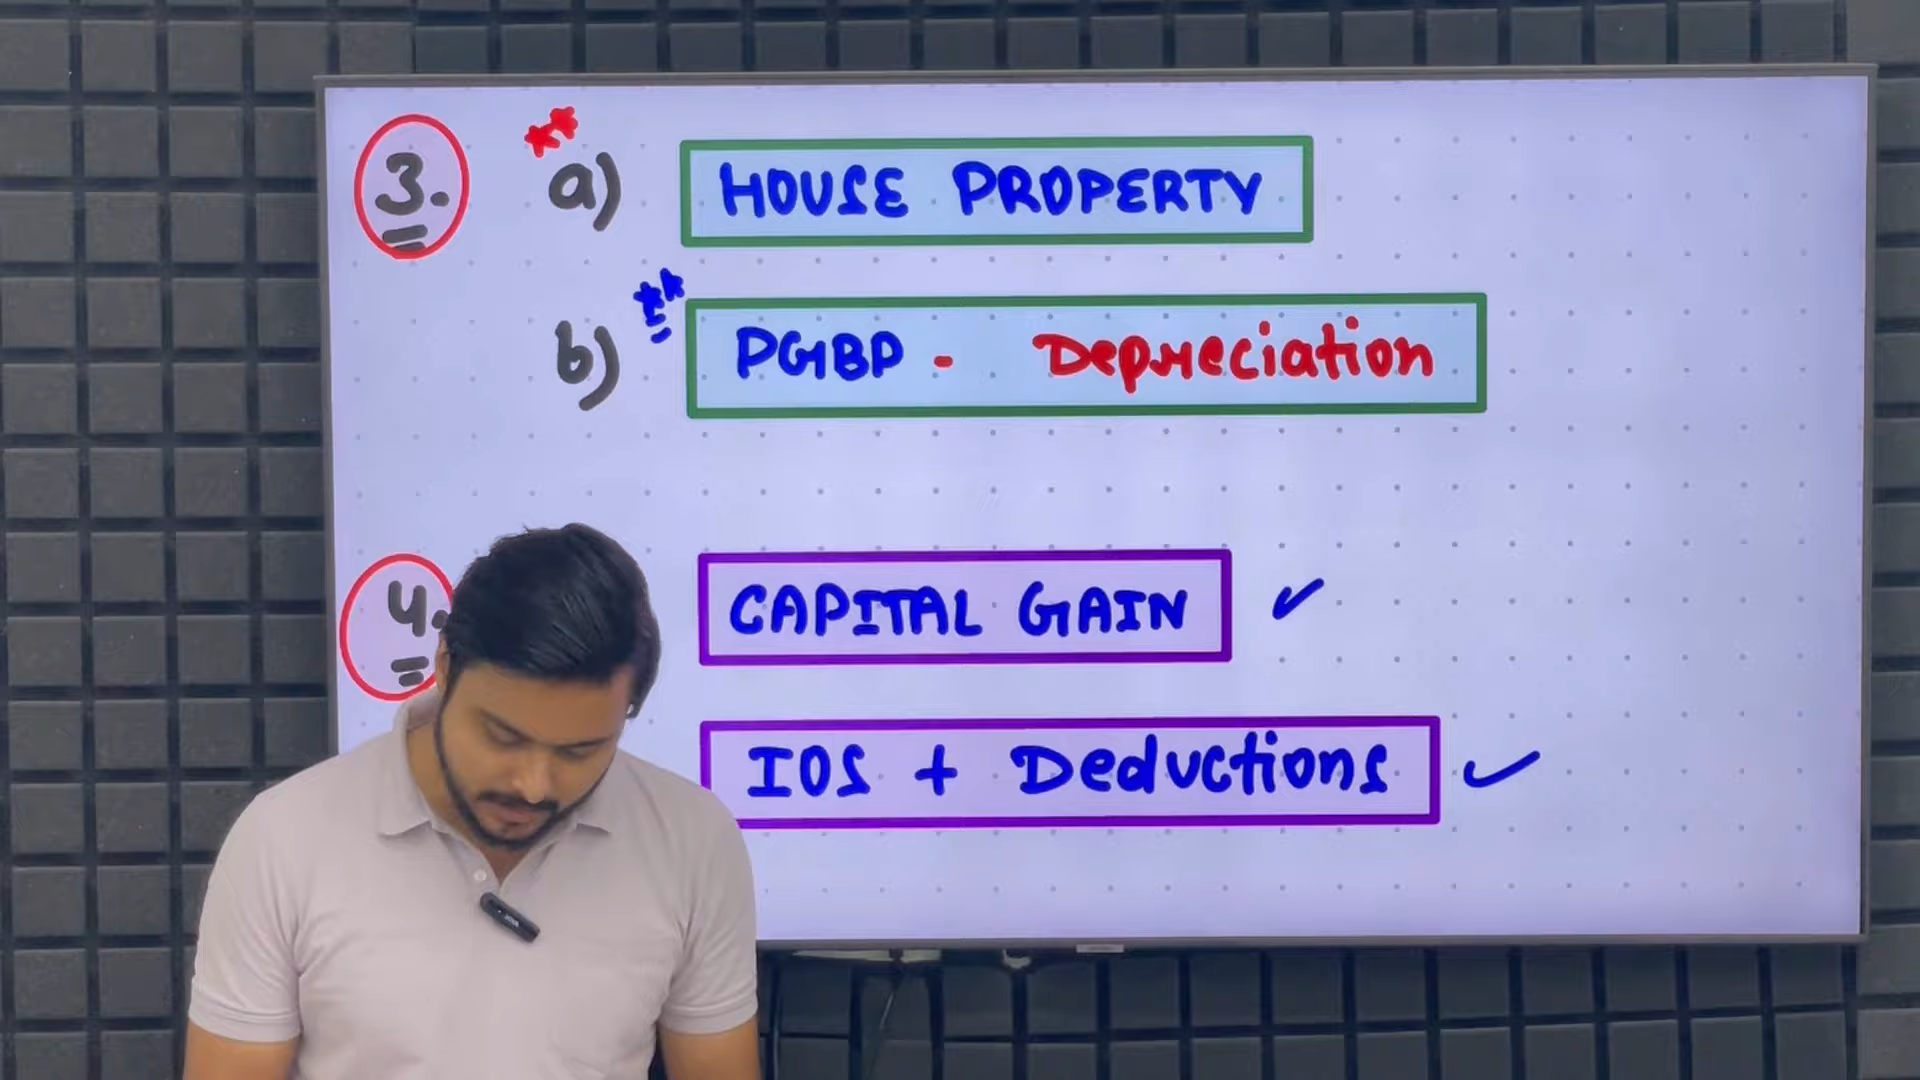 3. a) HOUSE PROPERTY
b) PGBP - Depreciation
4. CAPITAL GAIN
IOS + Deductions